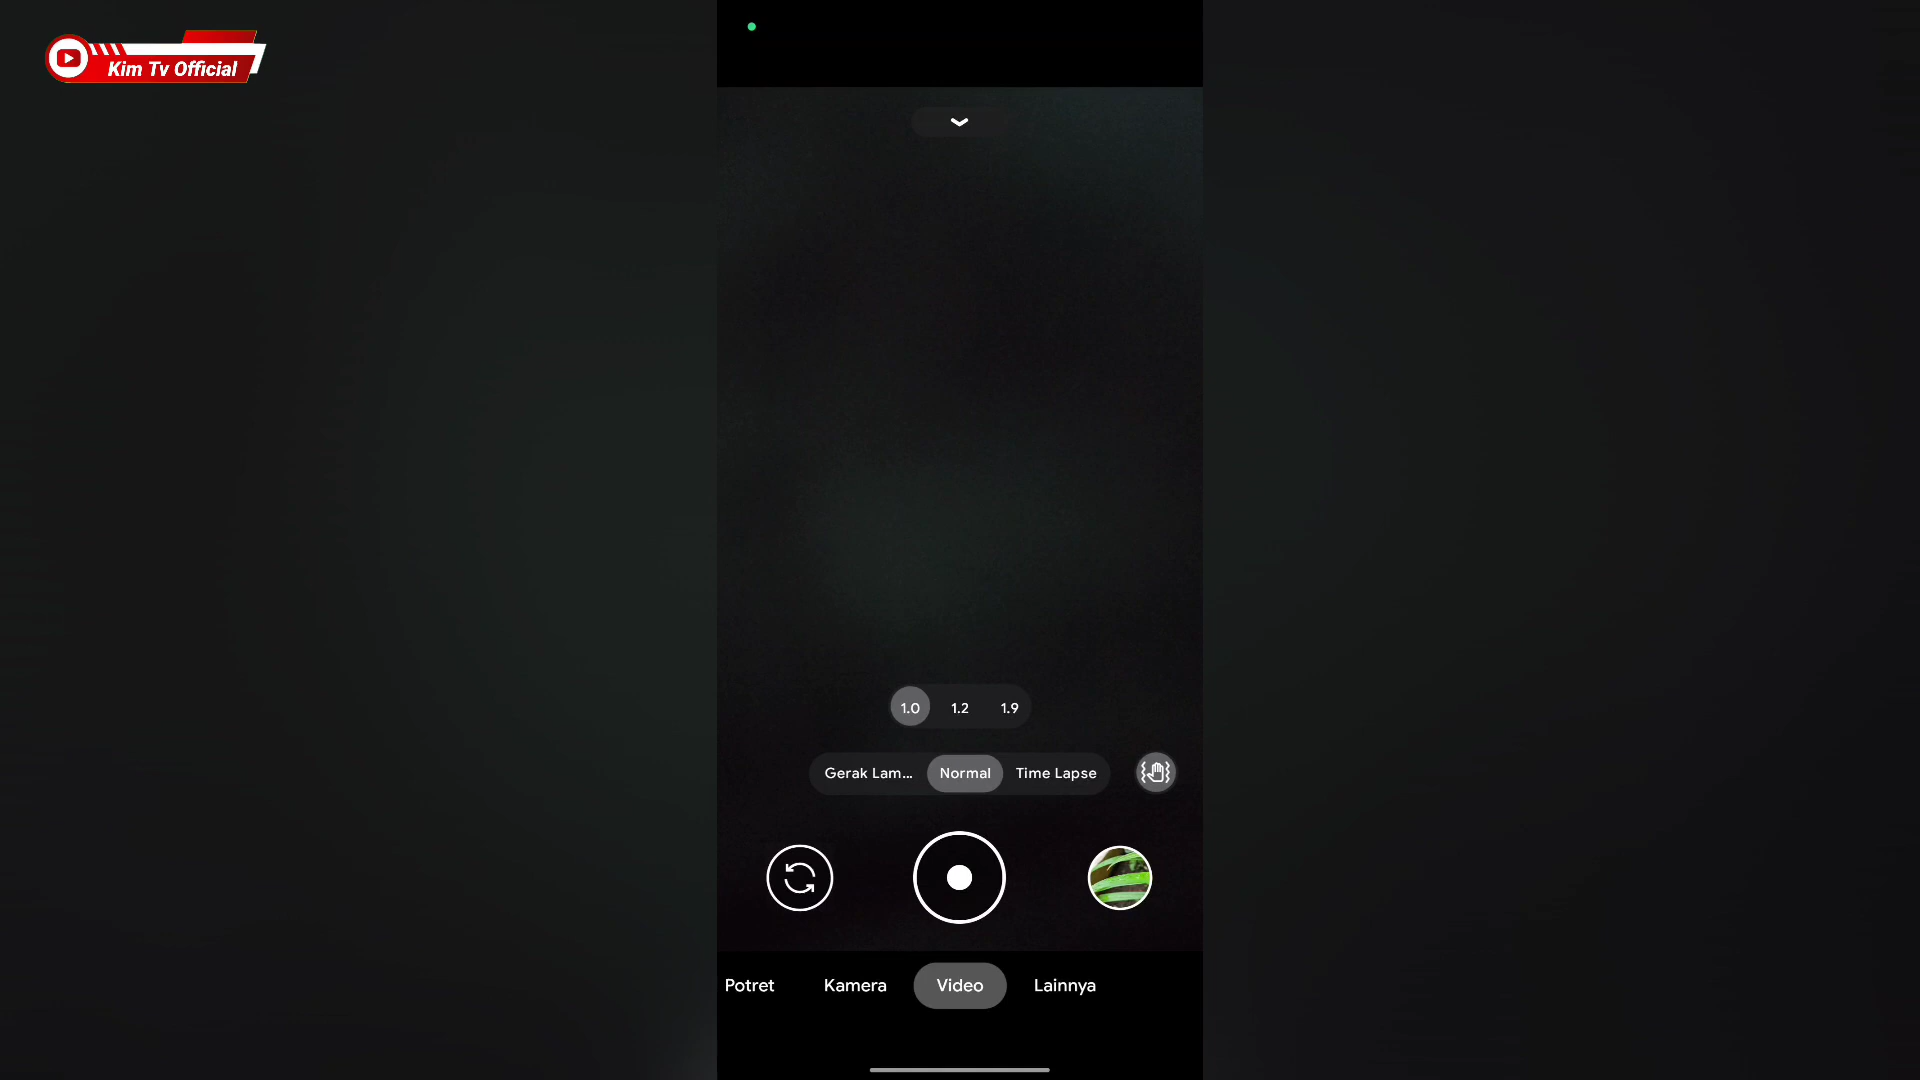 Kim Tv Official
1.0 1.2 1.9
Gerak Lam... Normal Time Lapse
Potret Kamera Video Lainnya